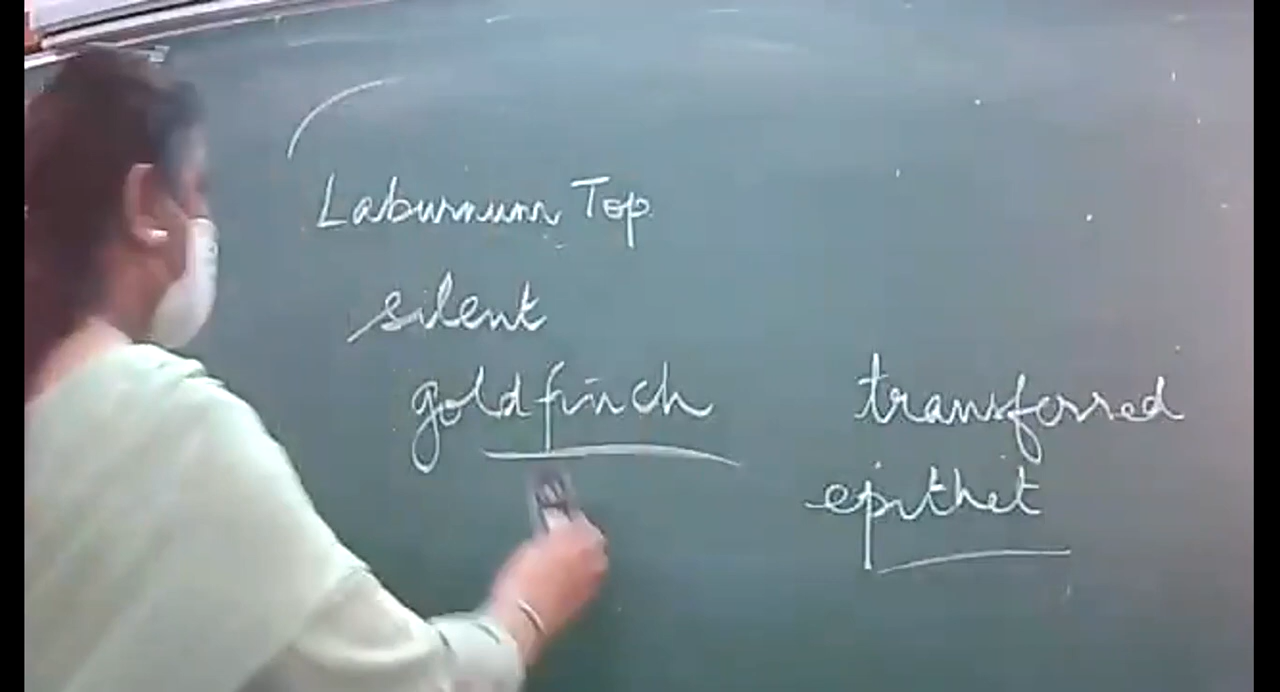 Laburnum Top
silent
goldfinch
transferred
epithet